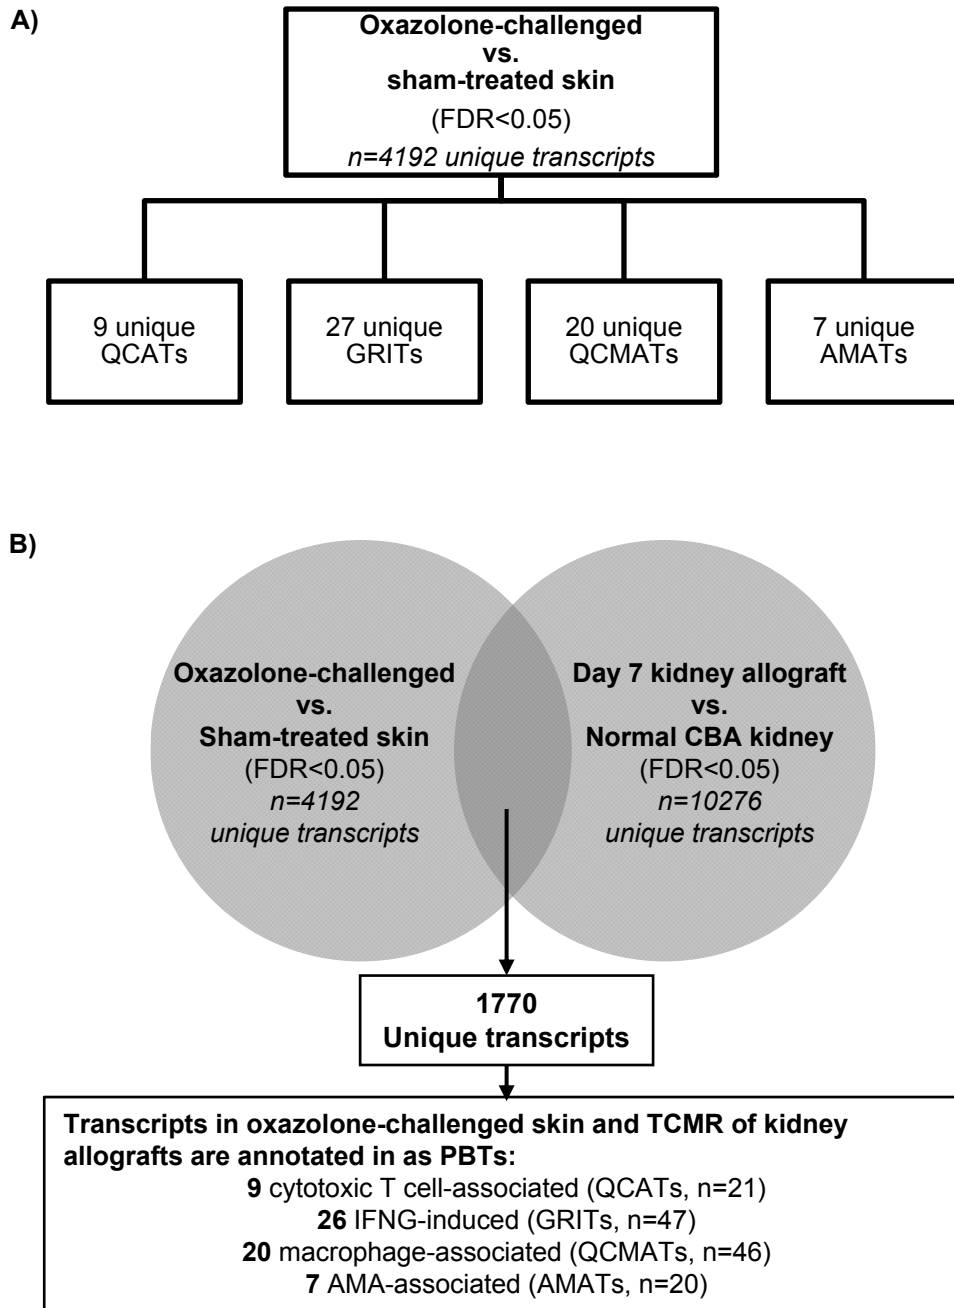 A)
Oxazolone-challenged
vs.
sham-treated skin
(FDR<0.05)
n=4192 unique transcripts
9 unique
QCATs
27 unique
GRITs
20 unique
QCMATs
7 unique
AMATs
B)
Oxazolone-challenged
vs.
Sham-treated skin
(FDR<0.05)
n=4192
unique transcripts
Day 7 kidney allograft
vs.
Normal CBA kidney
(FDR<0.05)
n=10276
unique transcripts
1770
Unique transcripts
Transcripts in oxazolone-challenged skin and TCMR of kidney
allografts are annotated in as PBTs:
9 cytotoxic T cell-associated (QCATs, n=21)
26 IFNG-induced (GRITs, n=47)
20 macrophage-associated (QCMATs, n=46)
7 AMA-associated (AMATs, n=20)